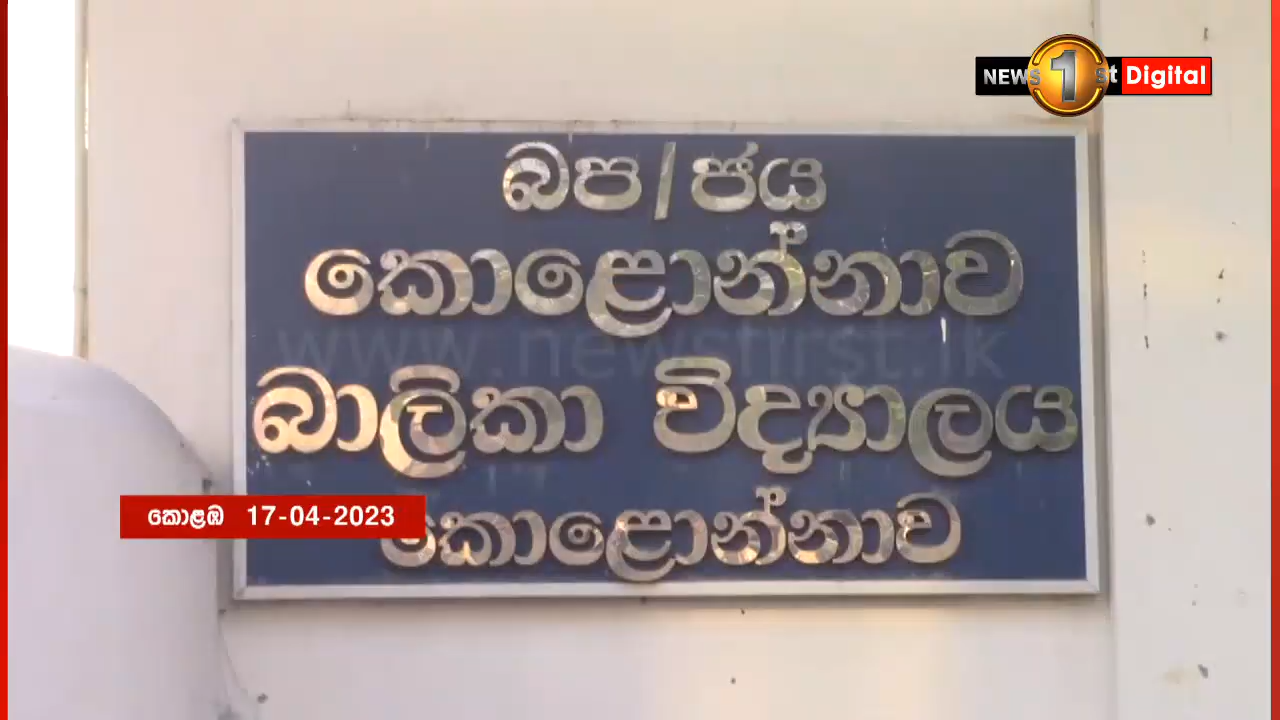 NEWS 1st Digital
බප/ජය
කොළොන්නාව
www.newsfirst.lk
බාලිකා විද්‍යාලය
කොළඹ 17-04-2023
කොළොන්නාව